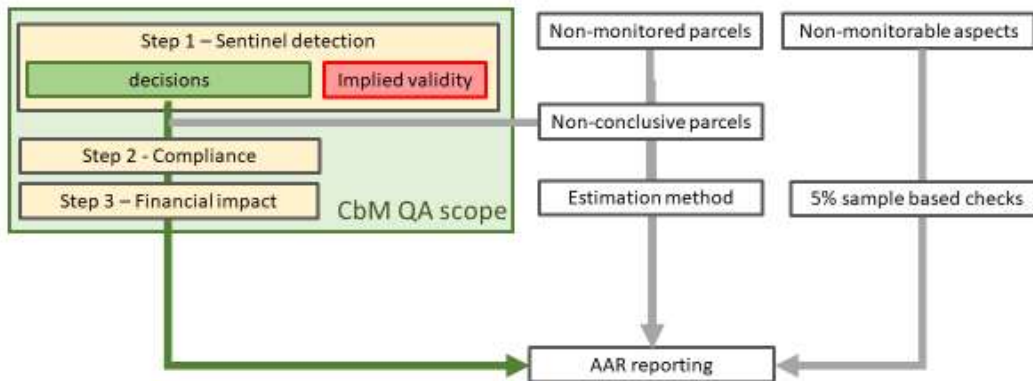 Step 1 – Sentinel detection
decisions
Implied validity
Step 2 - Compliance
Step 3 – Financial impact
CbM QA scope
Non-monitored parcels
Non-conclusive parcels
Estimation method
Non-monitorable aspects
5% sample based checks
AAR reporting